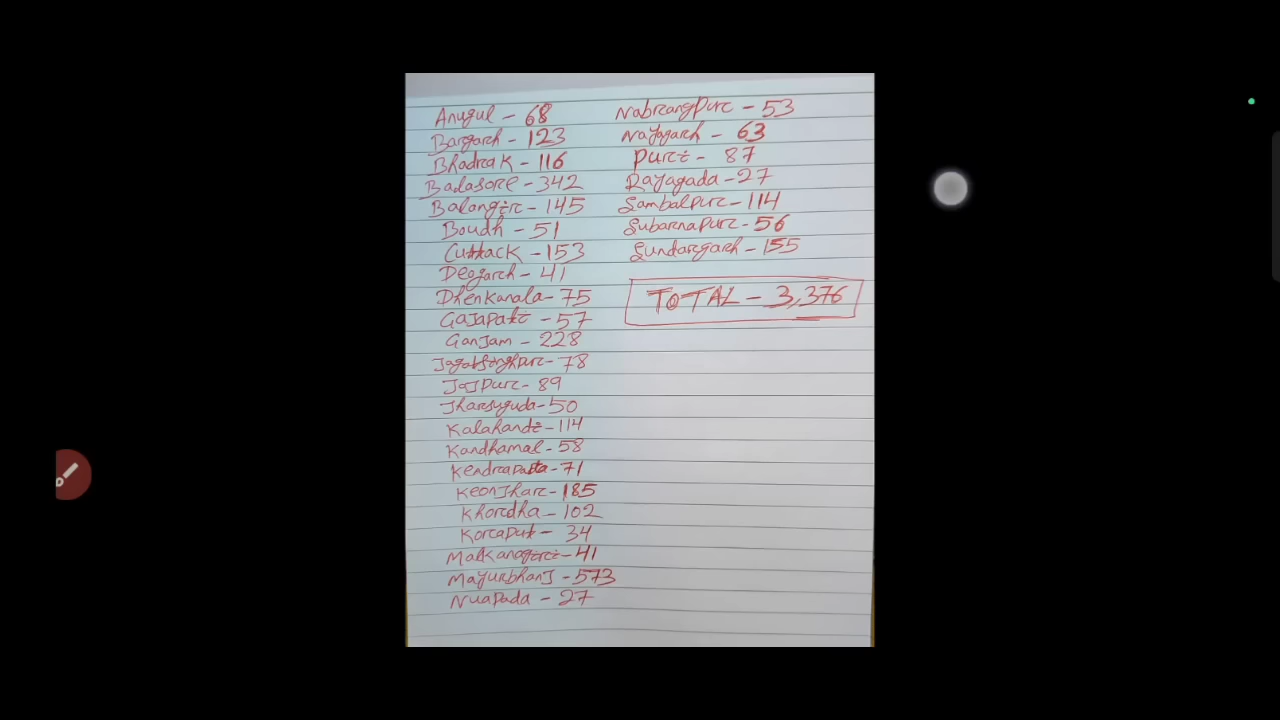 Anugul - 68
Bargarh - 123
Bhadrak - 116
Balasore - 342
Balangir - 145
Boudh - 51
Cuttack - 153
Deogarh - 41
Dhenkanala - 75
Gajapati - 57
Ganjam - 228
Jagatsinghpur - 78
Jajpur - 89
Jharsuguda - 50
Kalahandi - 114
Kandhamal - 58
Kendrapada - 71
Keonjhar - 185
Khordha - 102
Koraput - 34
Malkanagiri - 41
Mayurbhanj - 573
Nuapada - 27
Nabrangpur - 53
Nayagarh - 63
Puri - 87
Rayagada - 27
Sambalpur - 114
Subarnapur - 56
Sundargarh - 155
TOTAL - 3,376